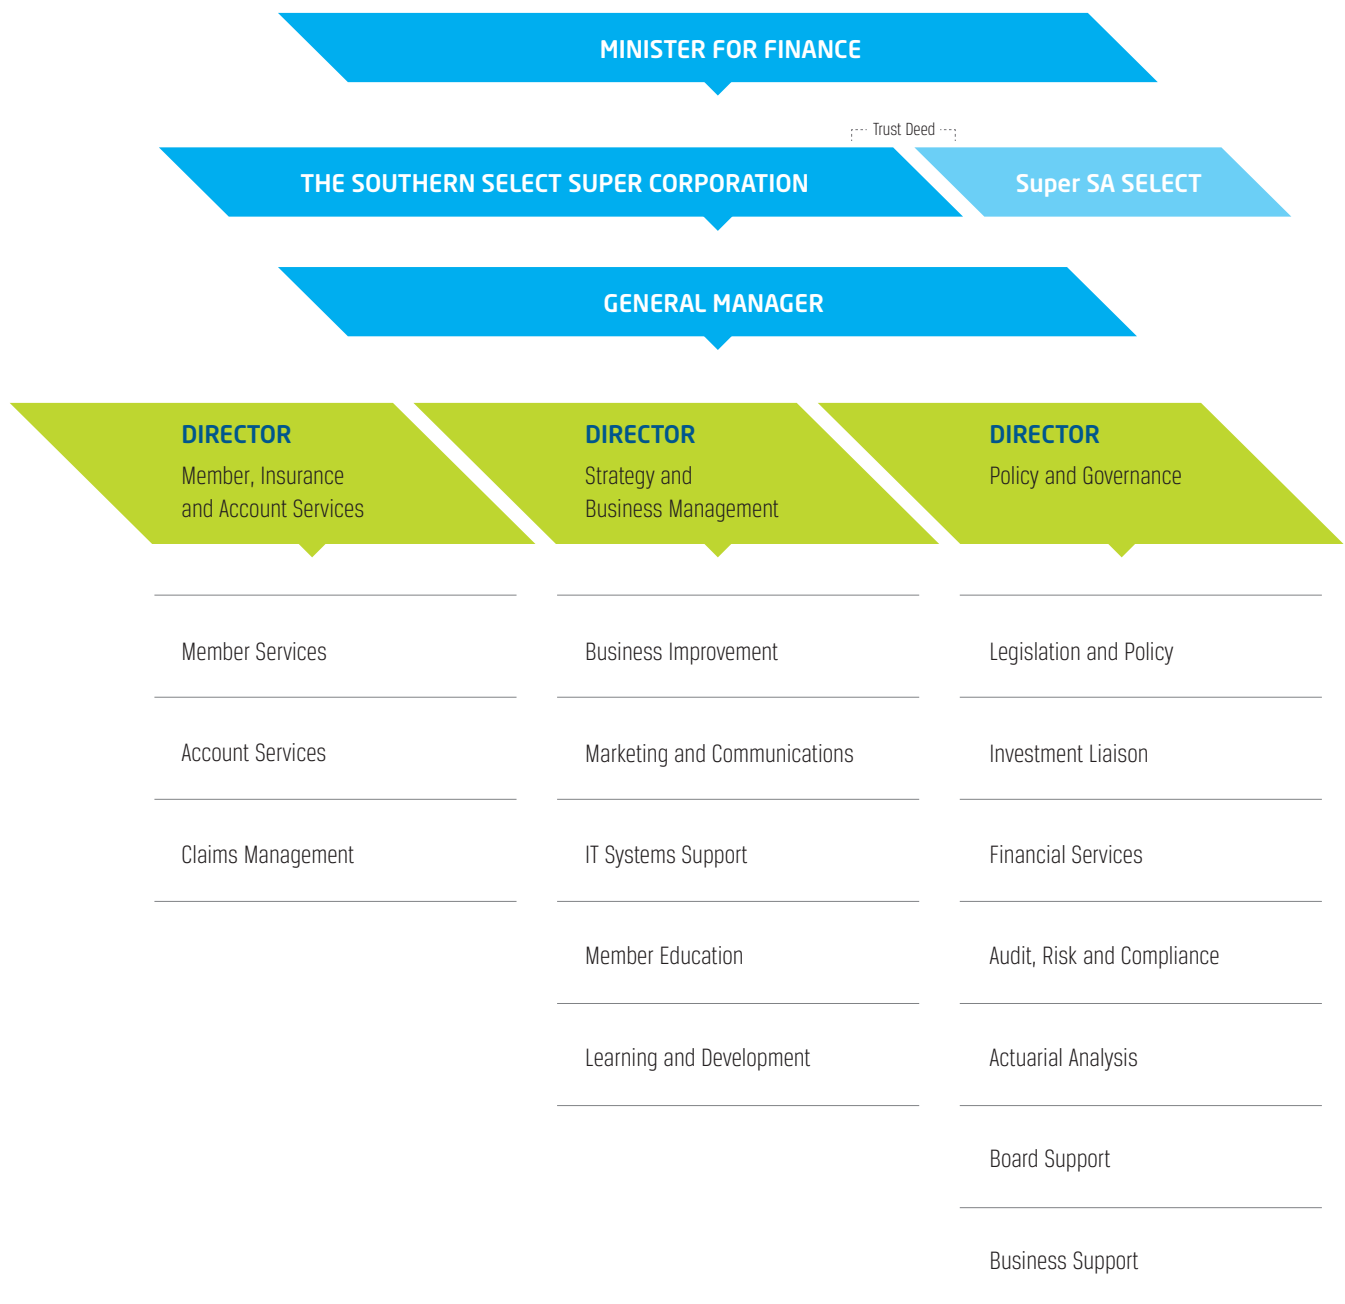 MINISTER FOR FINANCE
Trust Deed
THE SOUTHERN SELECT SUPER CORPORATION
Super SA SELECT
GENERAL MANAGER
DIRECTOR
Member, Insurance
and Account Services
DIRECTOR
Strategy and
Business Management
DIRECTOR
Policy and Governance
Member Services
Account Services
Claims Management
Business Improvement
Marketing and Communications
IT Systems Support
Member Education
Learning and Development
Legislation and Policy
Investment Liaison
Financial Services
Audit, Risk and Compliance
Actuarial Analysis
Board Support
Business Support